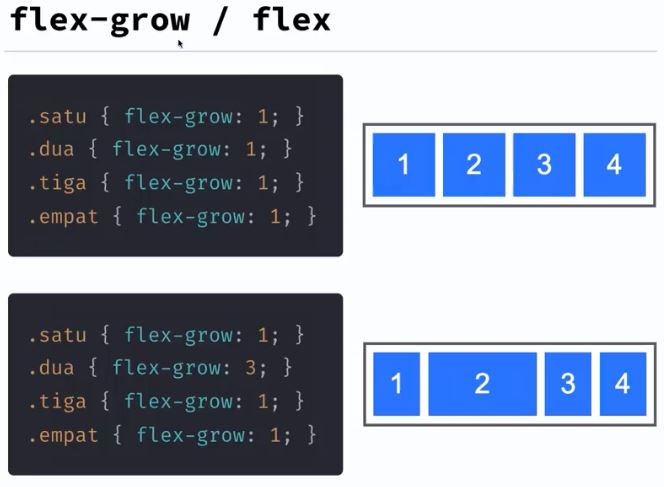 flex-grow / flex
.satu { flex-grow: 1; }
.dua { flex-grow: 1; }
.tiga { flex-grow: 1; }
.empat { flex-grow: 1; }
1 2 3 4
.satu { flex-grow: 1; }
.dua { flex-grow: 3; }
.tiga { flex-grow: 1; }
.empat { flex-grow: 1; }
1 2 3 4